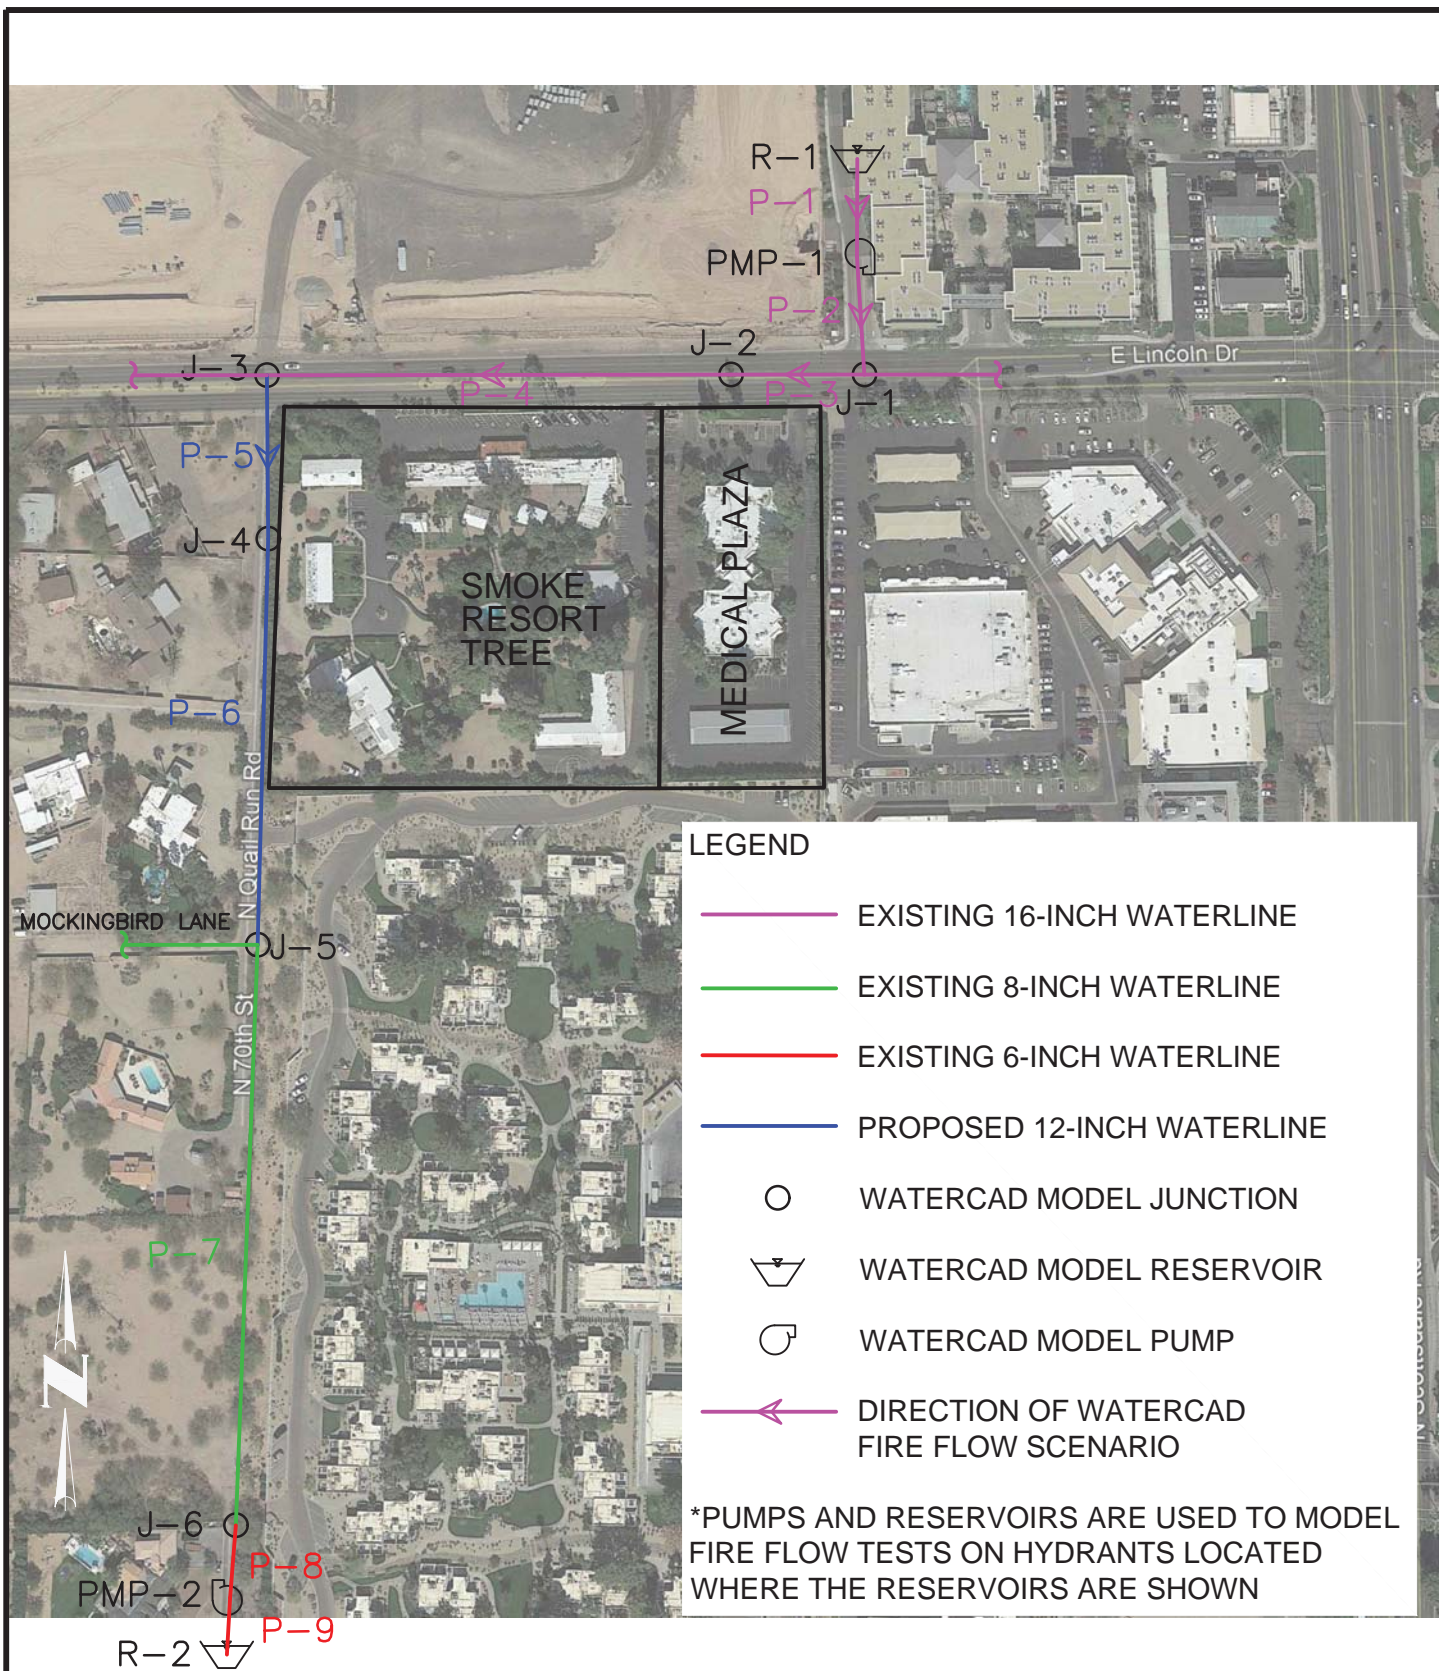 R-1
P-1
PMP-1
P-2
J-2
E Lincoln Dr
J-3
P-4
P-3
J-1
P-5
J-4
SMOKE
RESORT
TREE
MEDICAL PLAZA
P-6
N Quail Run Rd
MOCKINGBIRD LANE
J-5
N 70th St
P-7
J-6
P-8
PMP-2
P-9
R-2
N
LEGEND
EXISTING 16-INCH WATERLINE
EXISTING 8-INCH WATERLINE
EXISTING 6-INCH WATERLINE
PROPOSED 12-INCH WATERLINE
WATERCAD MODEL JUNCTION
WATERCAD MODEL RESERVOIR
WATERCAD MODEL PUMP
DIRECTION OF WATERCAD
FIRE FLOW SCENARIO
*PUMPS AND RESERVOIRS ARE USED TO MODEL
FIRE FLOW TESTS ON HYDRANTS LOCATED
WHERE THE RESERVOIRS ARE SHOWN